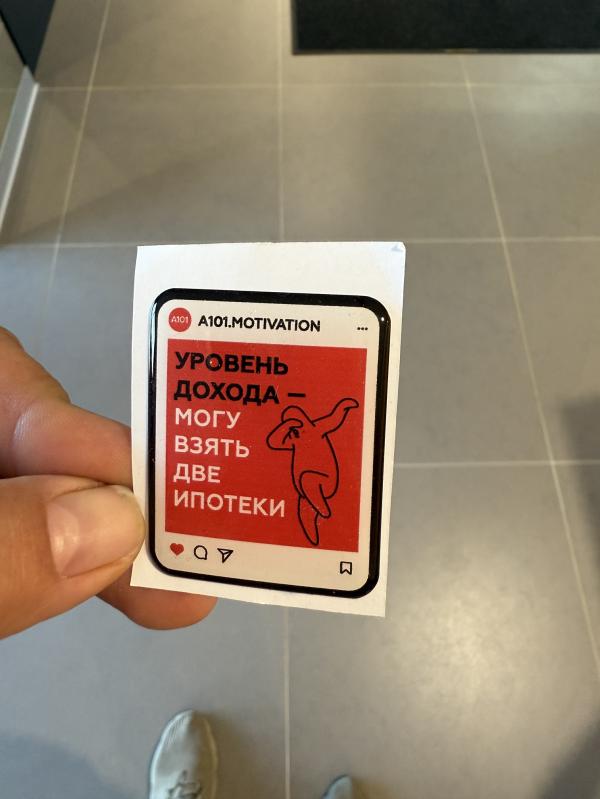 A101
A101.MOTIVATION
УРОВЕНЬ
ДОХОДА –
МОГУ
ВЗЯТЬ
ДВЕ
ИПОТЕКИ